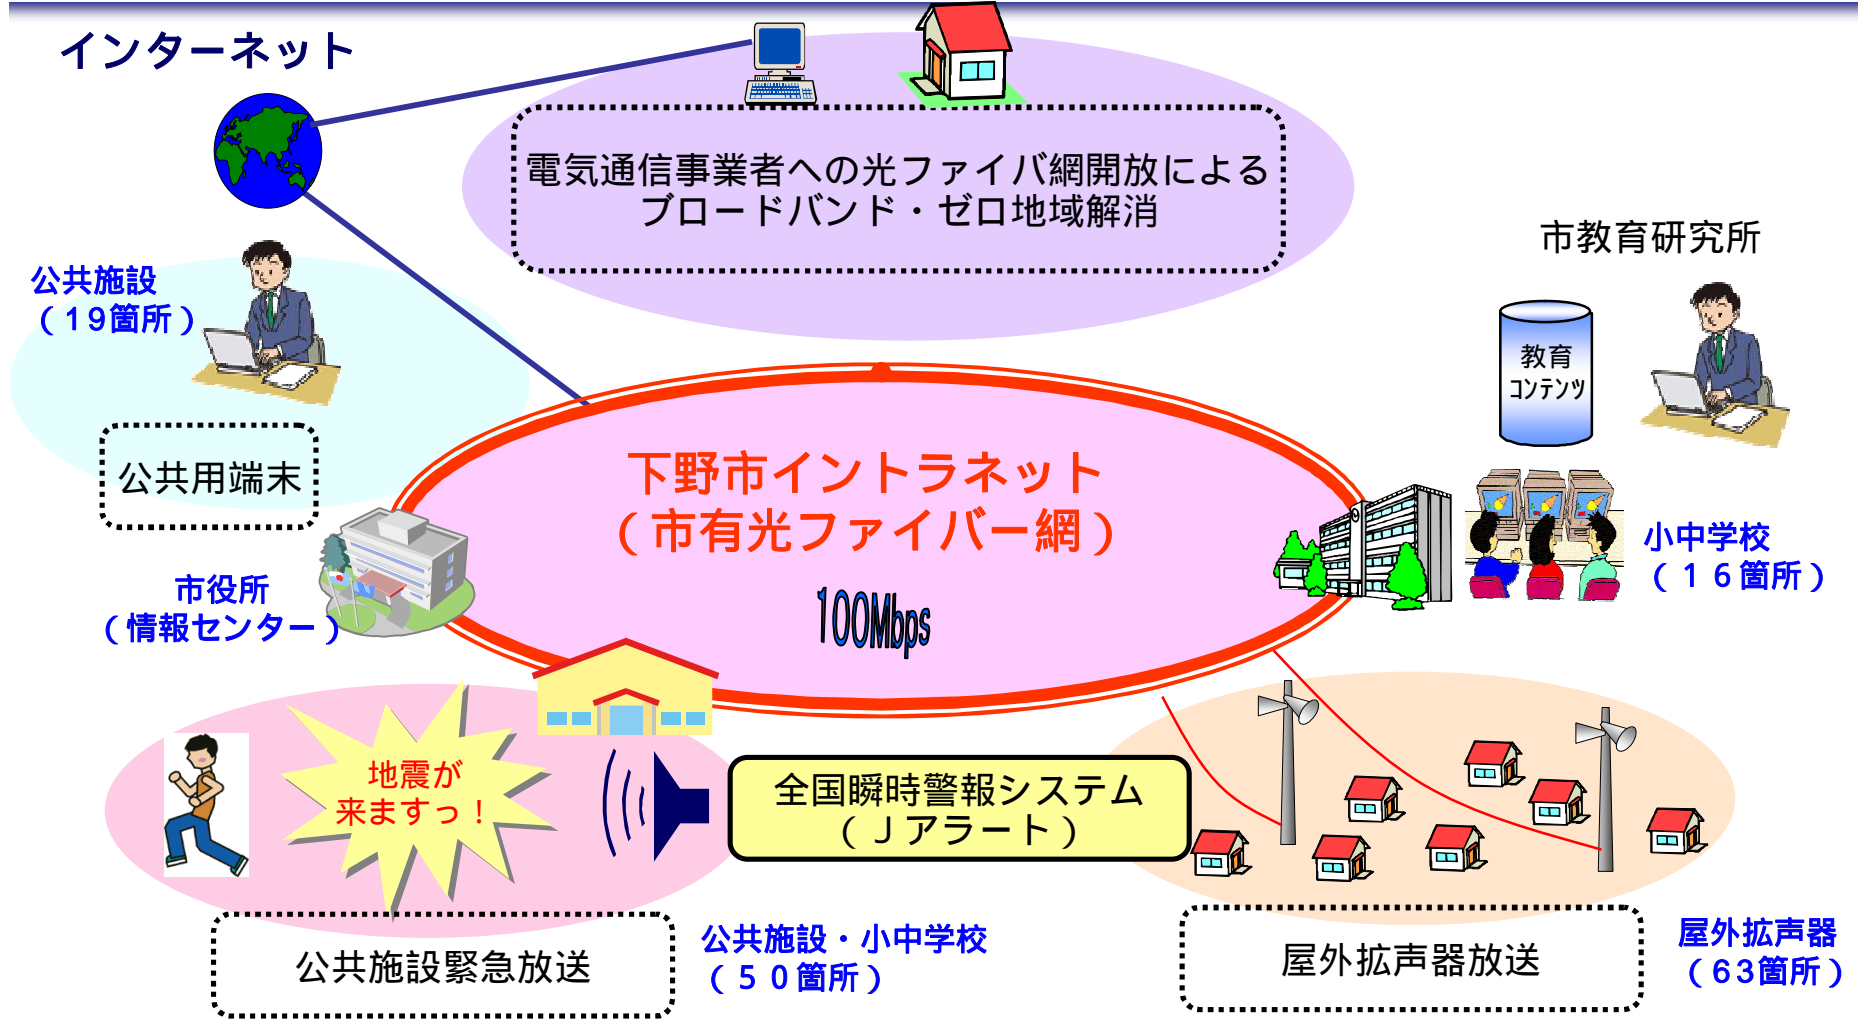 インターネット
電気通信事業者への光ファイバ網開放による
ブロードバンド・ゼロ地域解消
市教育研究所
公共施設
（19箇所）
教育
コンテンツ
公共用端末
下野市イントラネット
（市有光ファイバー網）
100Mbps
小中学校
（１６箇所）
市役所
（情報センター）
地震が
来ますっ！
全国瞬時警報システム
（Ｊアラート）
公共施設緊急放送
公共施設・小中学校
（５０箇所）
屋外拡声器放送
屋外拡声器
（63箇所）